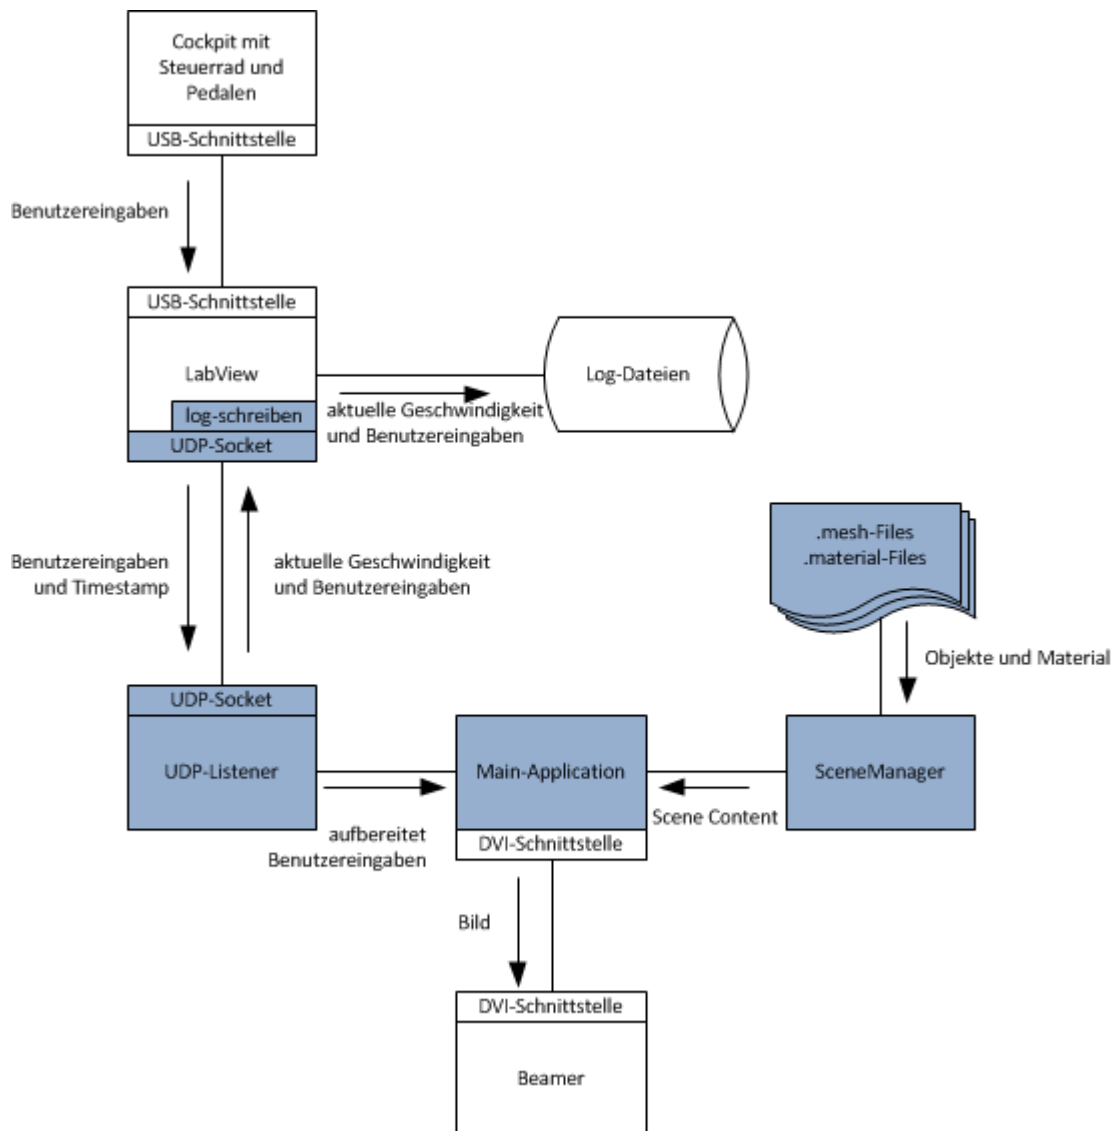 Cockpit mit
Steuerrad und
Pedalen
USB-Schnittstelle
Benutzereingaben
USB-Schnittstelle
LabView
log-schreiben
UDP-Socket
aktuelle Geschwindigkeit
und Benutzereingaben
Log-Dateien
Benutzereingaben
und Timestamp
aktuelle Geschwindigkeit
und Benutzereingaben
.mesh-Files
.material-Files
Objekte und Material
UDP-Socket
UDP-Listener
aufbereitet
Benutzereingaben
Main-Application
DVI-Schnittstelle
Scene Content
SceneManager
Bild
DVI-Schnittstelle
Beamer